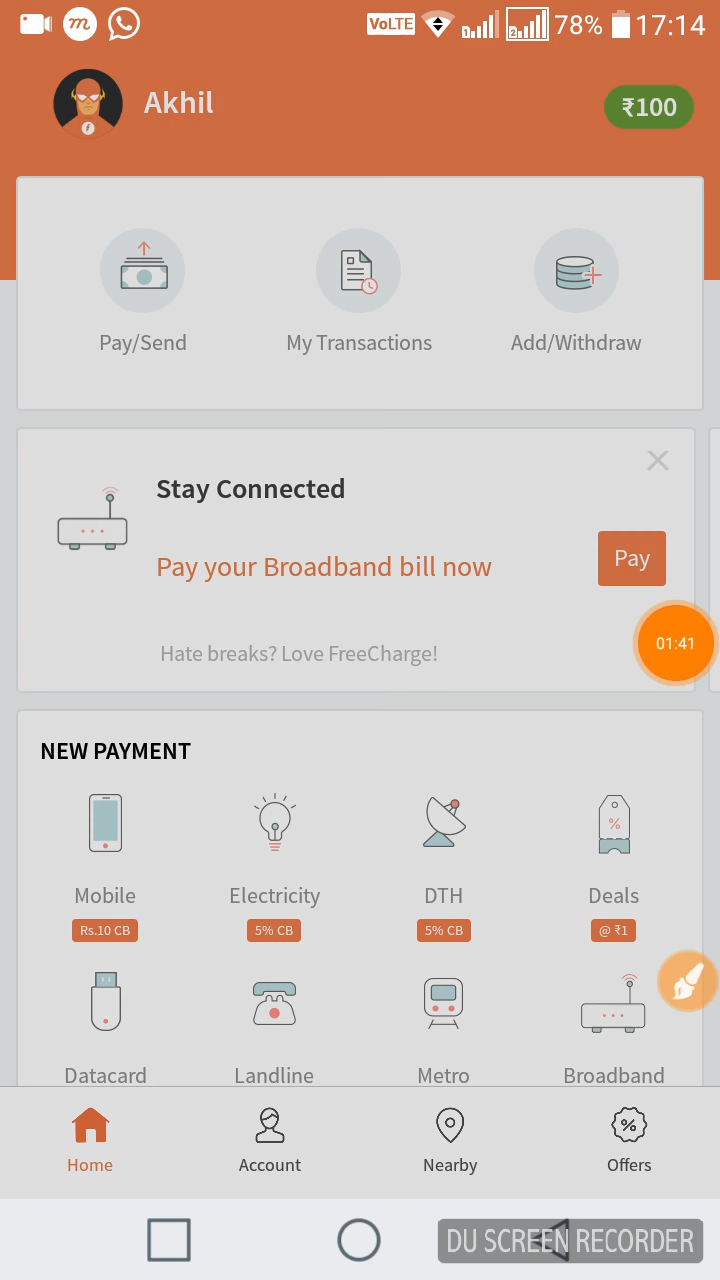 m VoLTE 1 2 78% 17:14
Akhil
₹100
Pay/Send My Transactions Add/Withdraw
Stay Connected
Pay your Broadband bill now
Pay
Hate breaks? Love FreeCharge!
01:41
NEW PAYMENT
Mobile Electricity DTH Deals
Rs.10 CB 5% CB 5% CB @ ₹1
Datacard Landline Metro Broadband
Home Account Nearby Offers
DU SCREEN RECORDER